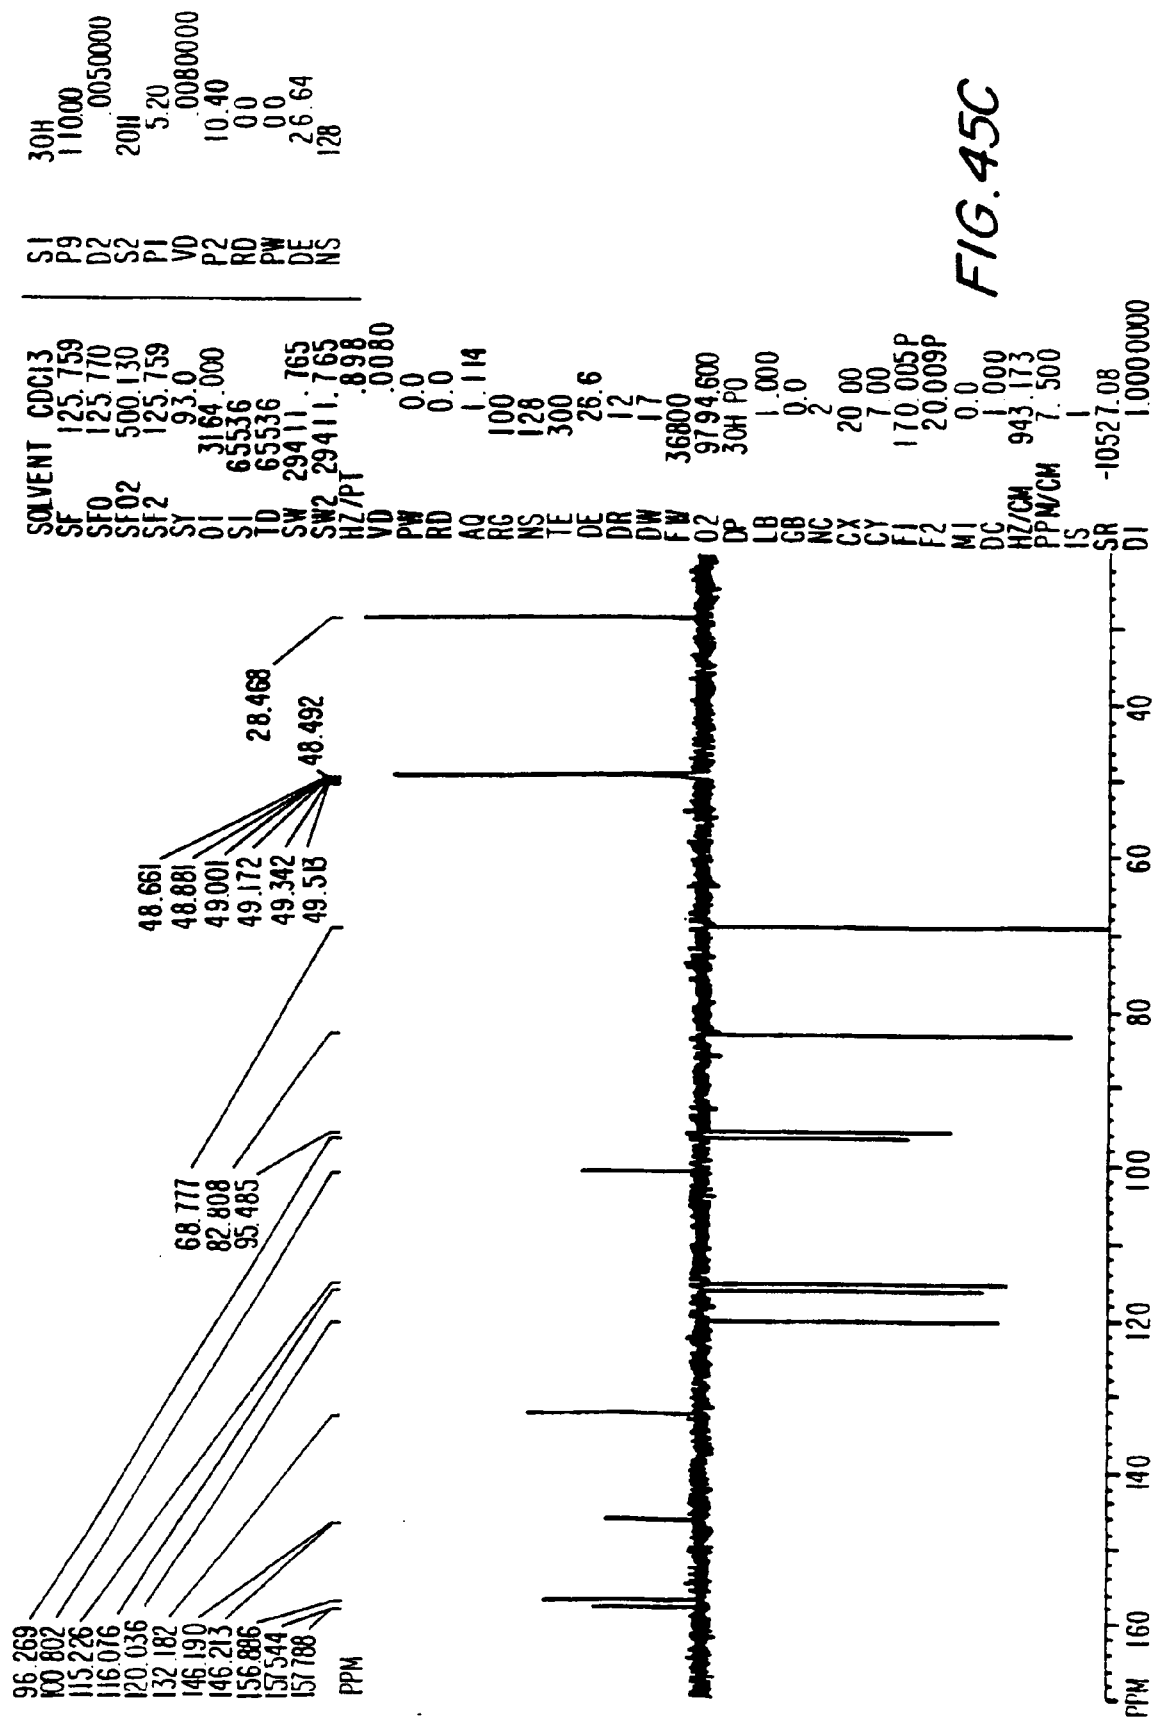 96.269
100.802
115.226
116.076
120.036
132.182
146.190
146.213
156.886
157.544
157.788
PPM
68.777
82.808
95.485
48.661
48.881
49.001
49.172
49.342
49.513
48.492
28.468
SOLVENT CDCl3
SF 125.759
SFO 125.770
SFO2 500.130
SF2 125.759
SY 93.0
O1 3164.000
SI 65536
TD 65536
SW 29411.765
SW2 29411.765
HZ/PT .898
VD .0080
PW 0.0
RD 0.0
AQ 1.114
RG 100
NS 128
TE 300
DE 26.6
DR 12
DW 17
FW 36800
O2 9794.600
DP 30H PO
LB 1.000
GB 0.0
NC 2
CX 20.00
CY 7.00
F1 170.005P
F2 20.009P
MI 0.0
DC 1.000
HZ/CM 943.173
PPM/CM 7.500
IS 1
SR -10527.08
D1 1.0000000
S1 30H
P9 110.00
D2 .0050000
S2 20H
P1 5.20
VD .0080000
P2 10.40
RD 0.0
PW 0.0
DE 26.64
NS 128
PPM 160 140 120 100 80 60 40
FIG. 45C